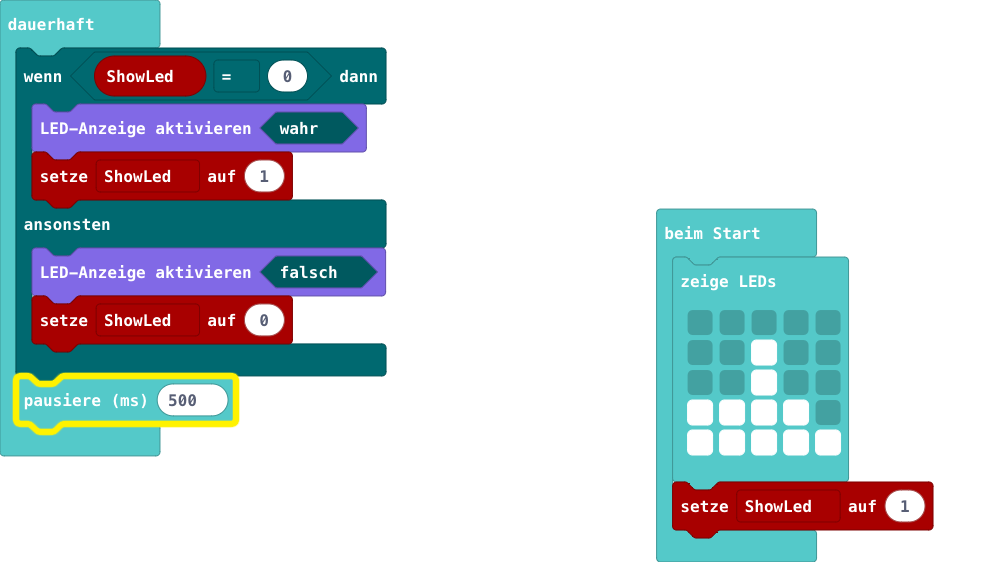 dauerhaft
wenn ShowLed = 0 dann
LED-Anzeige aktivieren wahr
setze ShowLed auf 1
ansonsten
LED-Anzeige aktivieren falsch
setze ShowLed auf 0
pausiere (ms) 500
beim Start
zeige LEDs
setze ShowLed auf 1